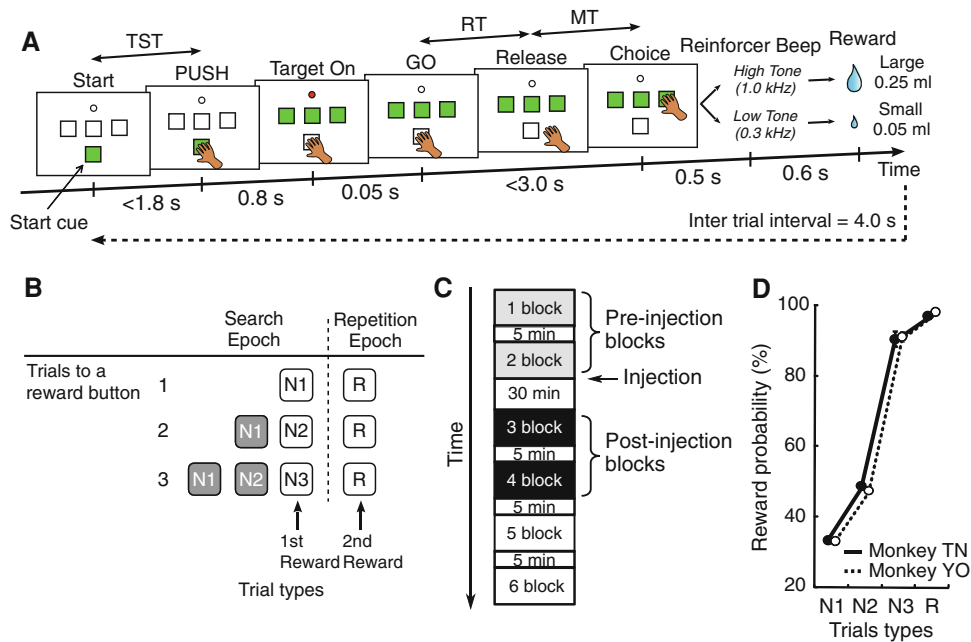 A
TST
RT
MT
Start
PUSH
Target On
GO
Release
Choice
Reinforcer Beep
Reward
High Tone
(1.0 kHz)
Large
0.25 ml
Low Tone
(0.3 kHz)
Small
0.05 ml
Start cue
<1.8 s
0.8 s
0.05 s
<3.0 s
0.5 s
0.6 s
Time
Inter trial interval = 4.0 s
B
Search
Epoch
Repetition
Epoch
Trials to a
reward button
1
N1
R
2
N1
N2
R
3
N1
N2
N3
R
1st
Reward
2nd
Reward
Trial types
C
Time
1 block
5 min
2 block
30 min
3 block
5 min
4 block
5 min
5 block
5 min
6 block
Pre-injection
blocks
Injection
Post-injection
blocks
D
Reward probability (%)
100
80
60
40
20
Monkey TN
Monkey YO
N1 N2 N3 R
Trials types